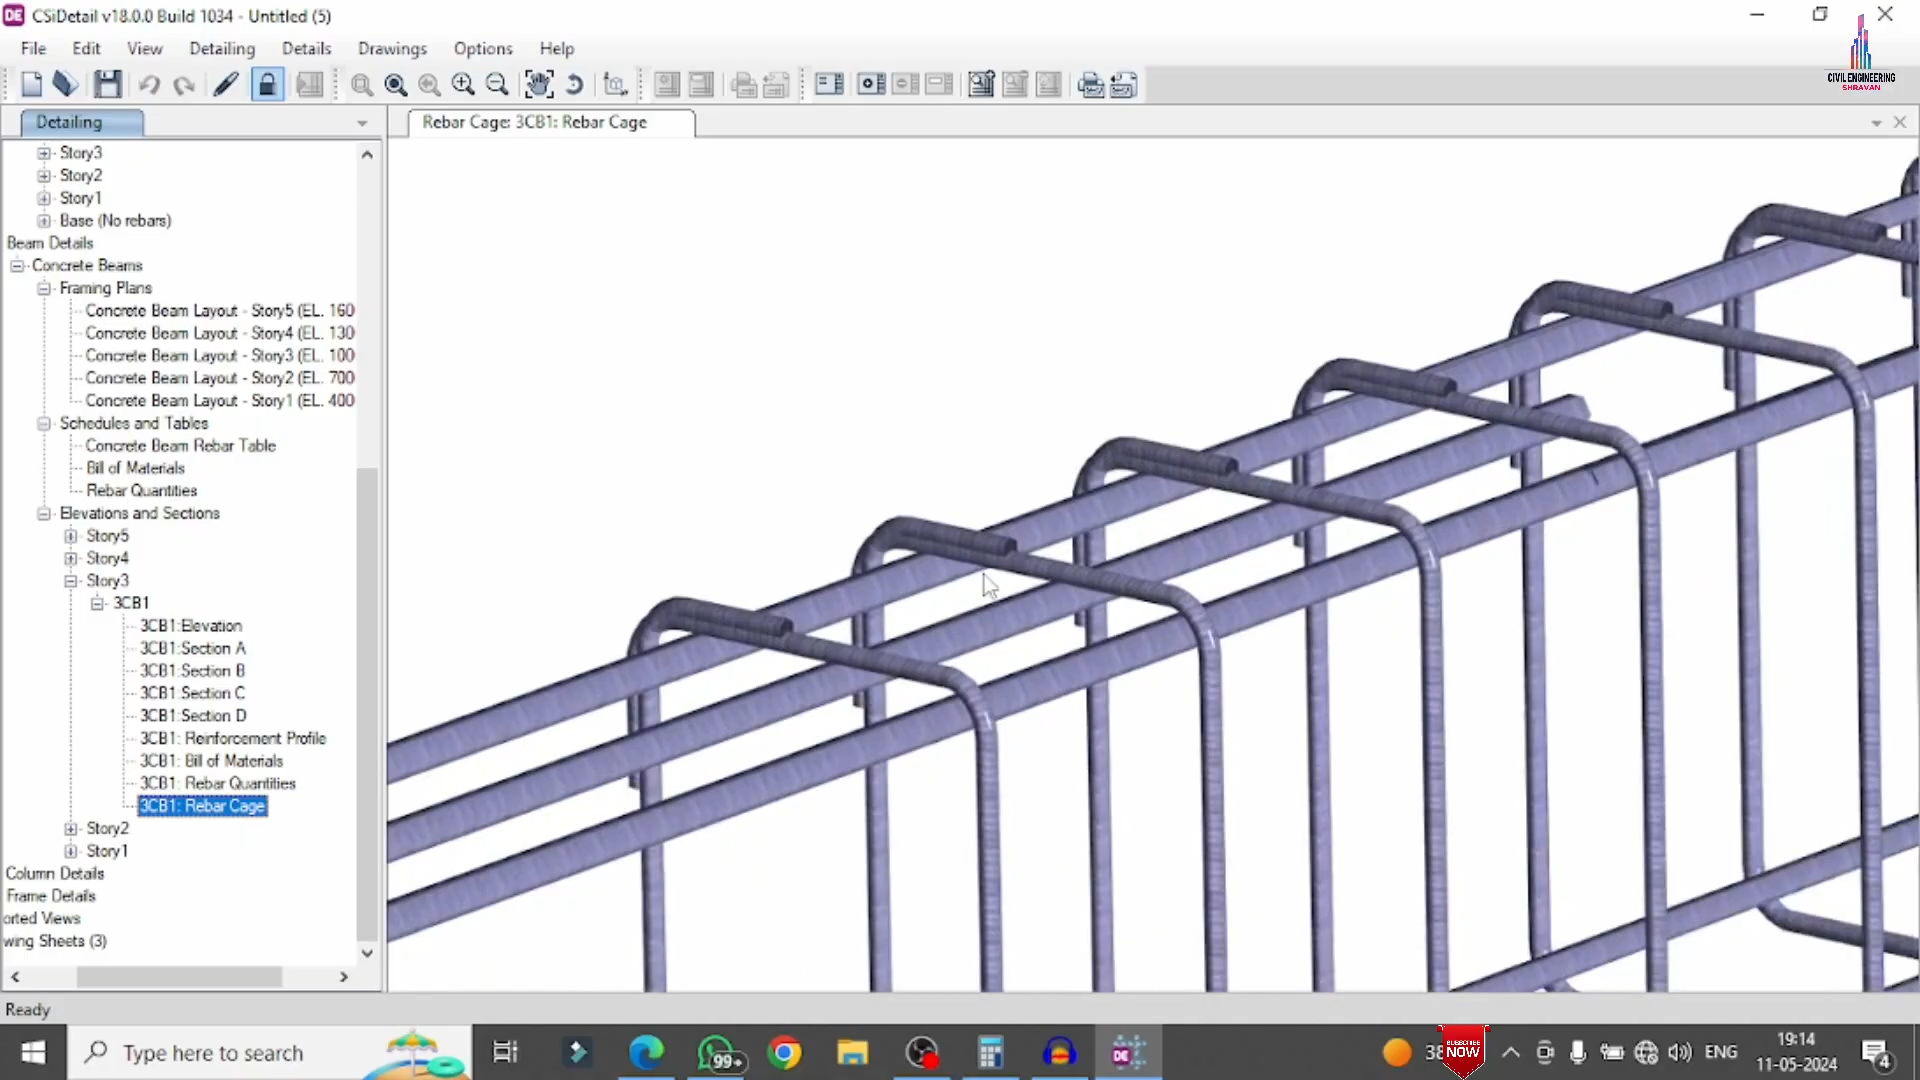 CSiDetail v18.0.0 Build 1034 - Untitled (5)
File Edit View Detailing Details Drawings Options Help
CIVIL ENGINEERING
SHRAVAN
Detailing
Rebar Cage: 3CB1: Rebar Cage
Story3
Story2
Story1
Base (No rebars)
Beam Details
Concrete Beams
Framing Plans
Concrete Beam Layout - Story5 (EL. 160
Concrete Beam Layout - Story4 (EL. 130
Concrete Beam Layout - Story3 (EL. 100
Concrete Beam Layout - Story2 (EL. 700
Concrete Beam Layout - Story1 (EL. 400
Schedules and Tables
Concrete Beam Rebar Table
Bill of Materials
Rebar Quantities
Elevations and Sections
Story5
Story4
Story3
3CB1
3CB1:Elevation
3CB1:Section A
3CB1:Section B
3CB1:Section C
3CB1:Section D
3CB1: Reinforcement Profile
3CB1: Bill of Materials
3CB1: Rebar Quantities
3CB1: Rebar Cage
Story2
Story1
Column Details
Frame Details
orted Views
wing Sheets (3)
Ready
Type here to search
99+
DE
38
SUBSCRIBE
NOW
ENG
19:14
11-05-2024
4